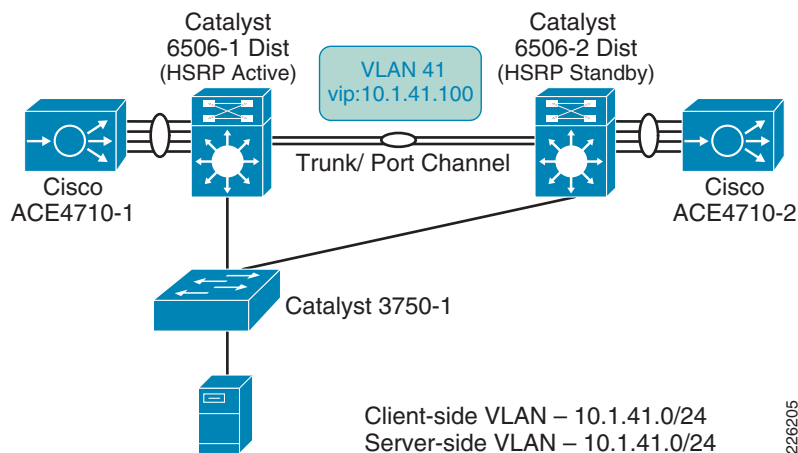 Catalyst
6506-1 Dist
(HSRP Active)
VLAN 41
vip:10.1.41.100
Catalyst
6506-2 Dist
(HSRP Standby)
Trunk/ Port Channel
Cisco
ACE4710-1
Cisco
ACE4710-2
Catalyst 3750-1
Client-side VLAN – 10.1.41.0/24
Server-side VLAN – 10.1.41.0/24
226205